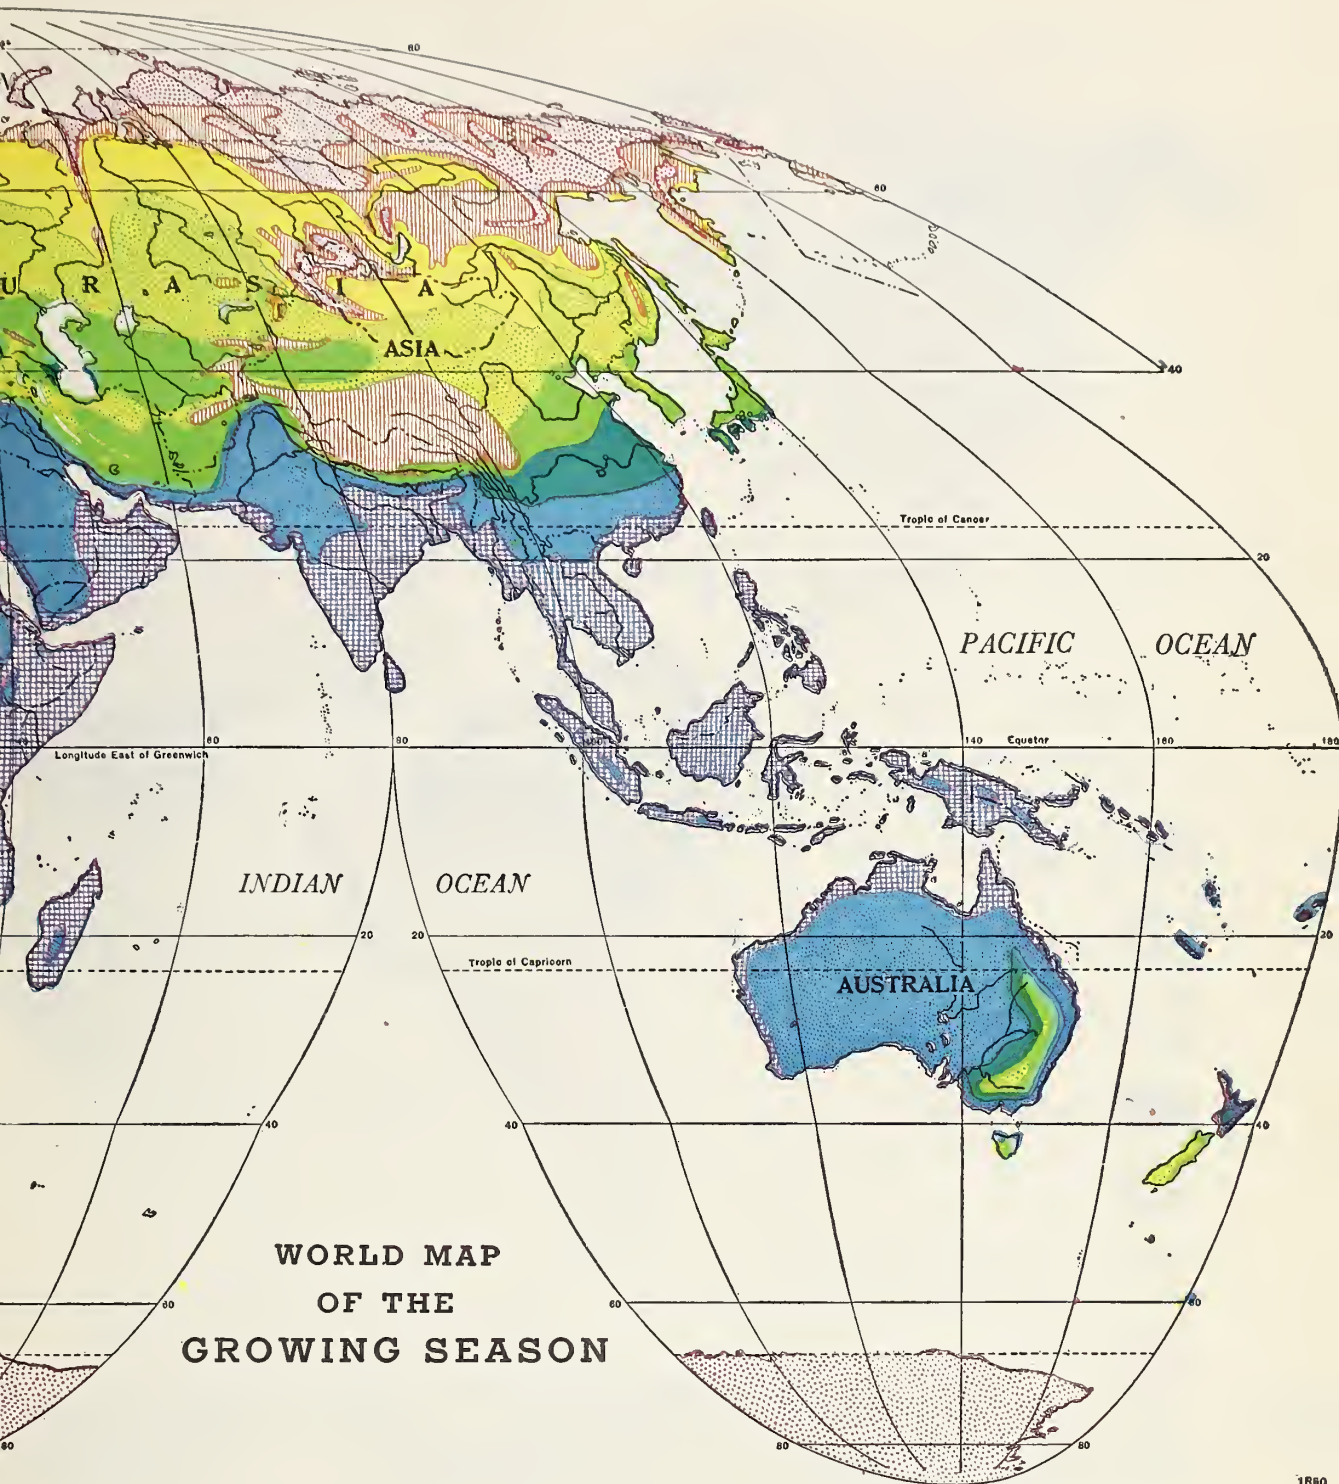 80
60
U R A S I A
ASIA
40
Tropic of Cancer
20
PACIFIC OCEAN
60 80 140 Equator 160 180
Longitude East of Greenwich
INDIAN OCEAN
20 20 20
Tropic of Capricorn
AUSTRALIA
40 40 40
WORLD MAP
OF THE
GROWING SEASON
60 60 60
80 80 80